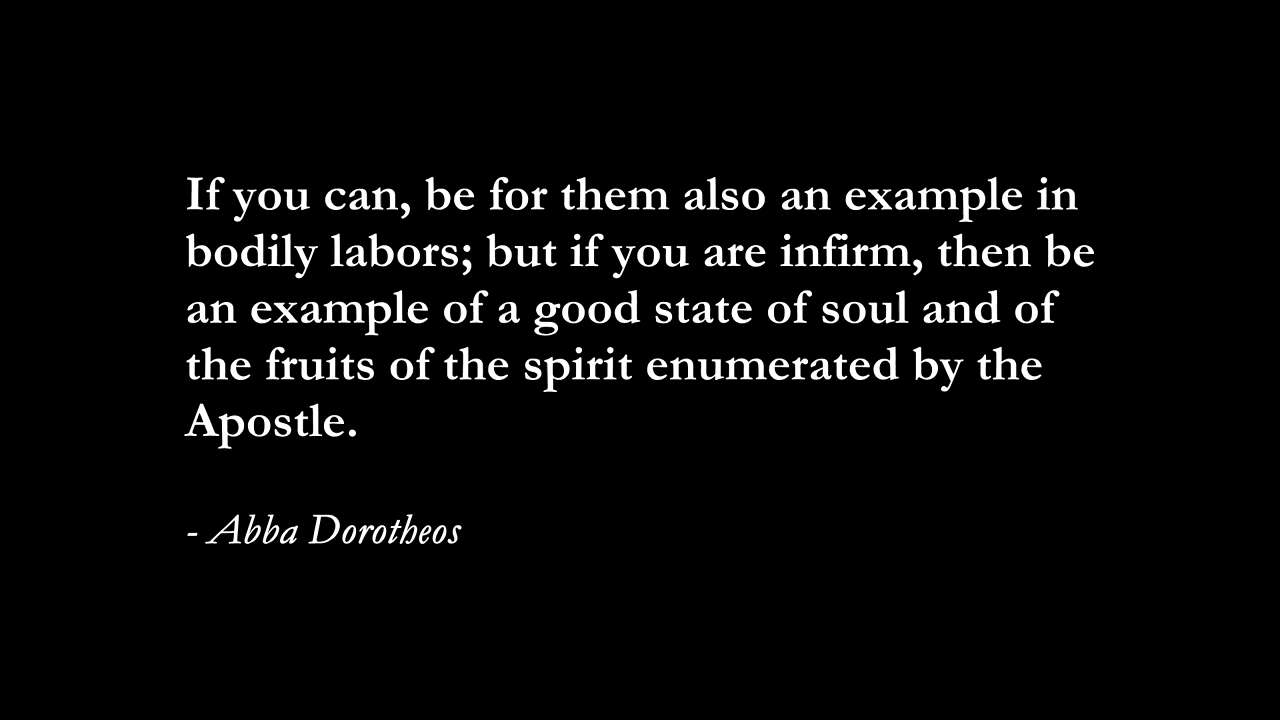 If you can, be for them also an example in
bodily labors; but if you are infirm, then be
an example of a good state of soul and of
the fruits of the spirit enumerated by the
Apostle.
- Abba Dorotheos